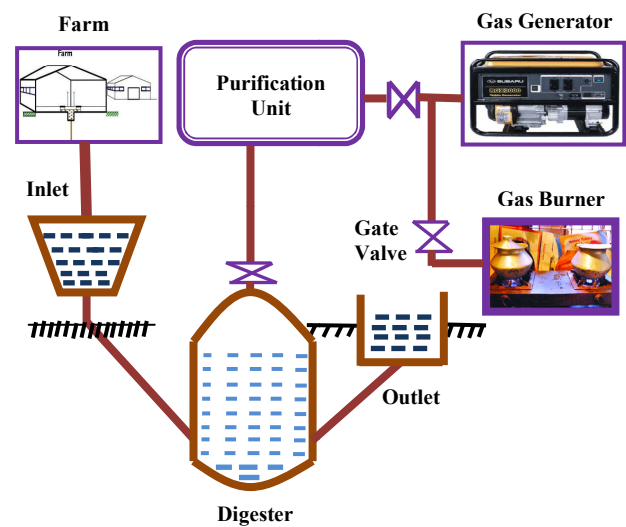 Farm
Gas Generator
Farm
Purification
Unit
SUBARU
Inlet
Gas Burner
Gate
Valve
Outlet
Digester